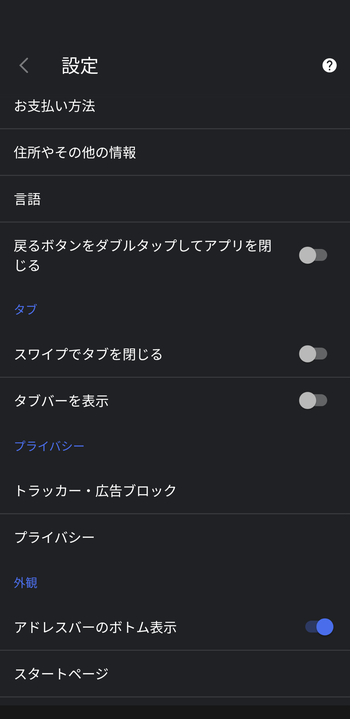 設定
お支払い方法
住所やその他の情報
言語
戻るボタンをダブルタップしてアプリを閉
じる
タブ
スワイプでタブを閉じる
タブバーを表示
プライバシー
トラッカー・広告ブロック
プライバシー
外観
アドレスバーのボトム表示
スタートページ